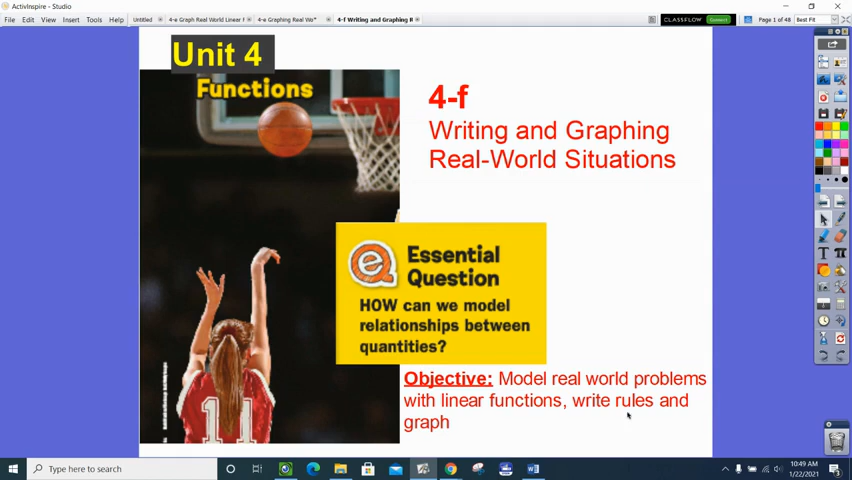 ActivInspire - Studio
File Edit View Insert Tools Help
Untitled
4-e Graph Real World Linear F
4-e Graphing Real Wo*
4-f Writing and Graphing R
CLASSFLOW
Connect
Page 1 of 48
Best Fit
Unit 4
Functions
4-f
Writing and Graphing
Real-World Situations
Essential
Question
HOW can we model
relationships between
quantities?
Objective: Model real world problems
with linear functions, write rules and
graph
11
Type here to search
10:49 AM
1/22/2021